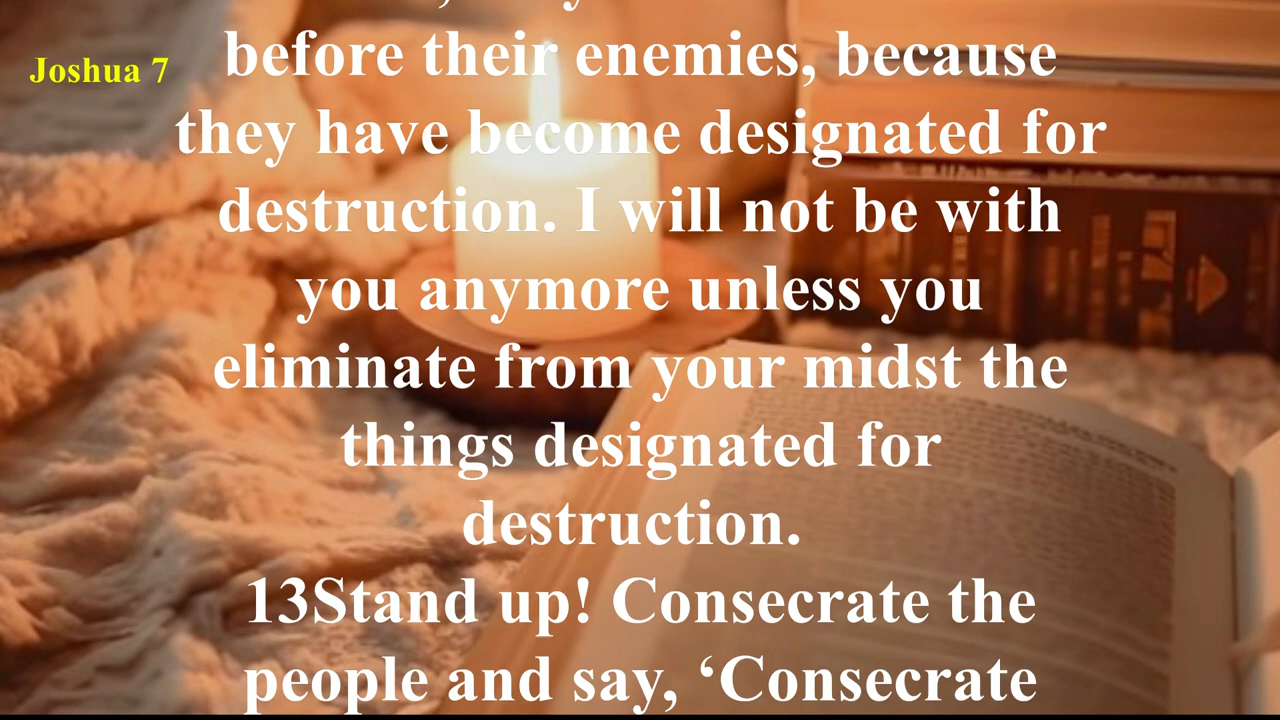 Joshua 7
before their enemies, because
they have become designated for
destruction. I will not be with
you anymore unless you
eliminate from your midst the
things designated for
destruction.
13Stand up! Consecrate the
people and say, ‘Consecrate